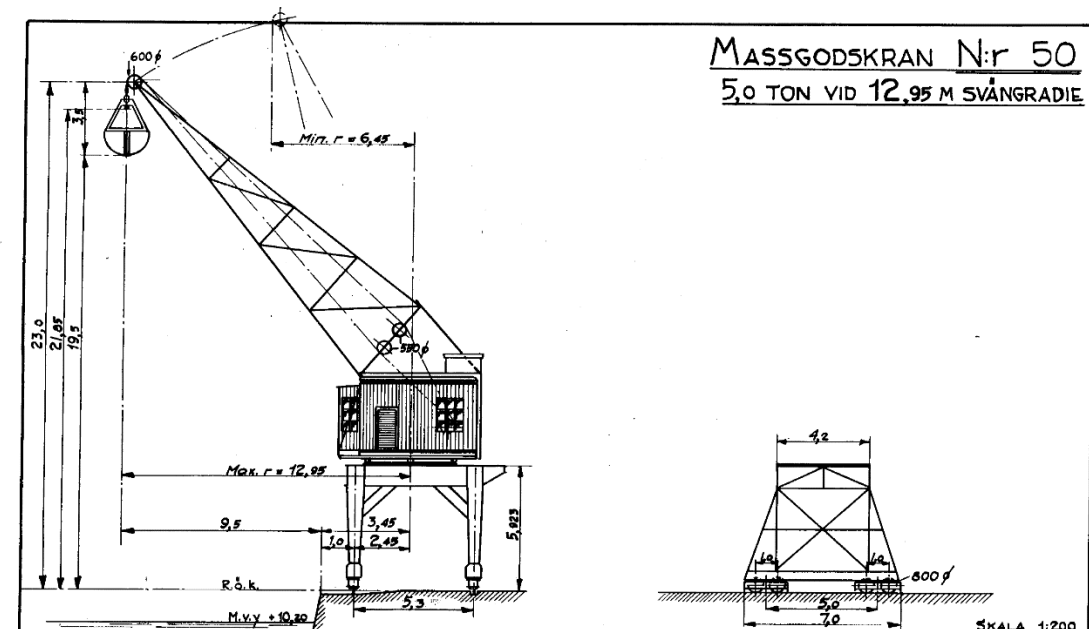 MASSGODSKRAN N:r 50
5,0 TON VID 12,95 M SVÄNGRADIE
600 ϕ
3,5
Min. r = 6,45
23,0
21,85
19,5
550 ϕ
Max. r = 12,95
9,5
3,45
1,0
2,45
5,923
R.ö.k.
5,3
M.v.y +10,20
4,2
1,0
1,0
800 ϕ
5,0
7,0
SKALA 1:200